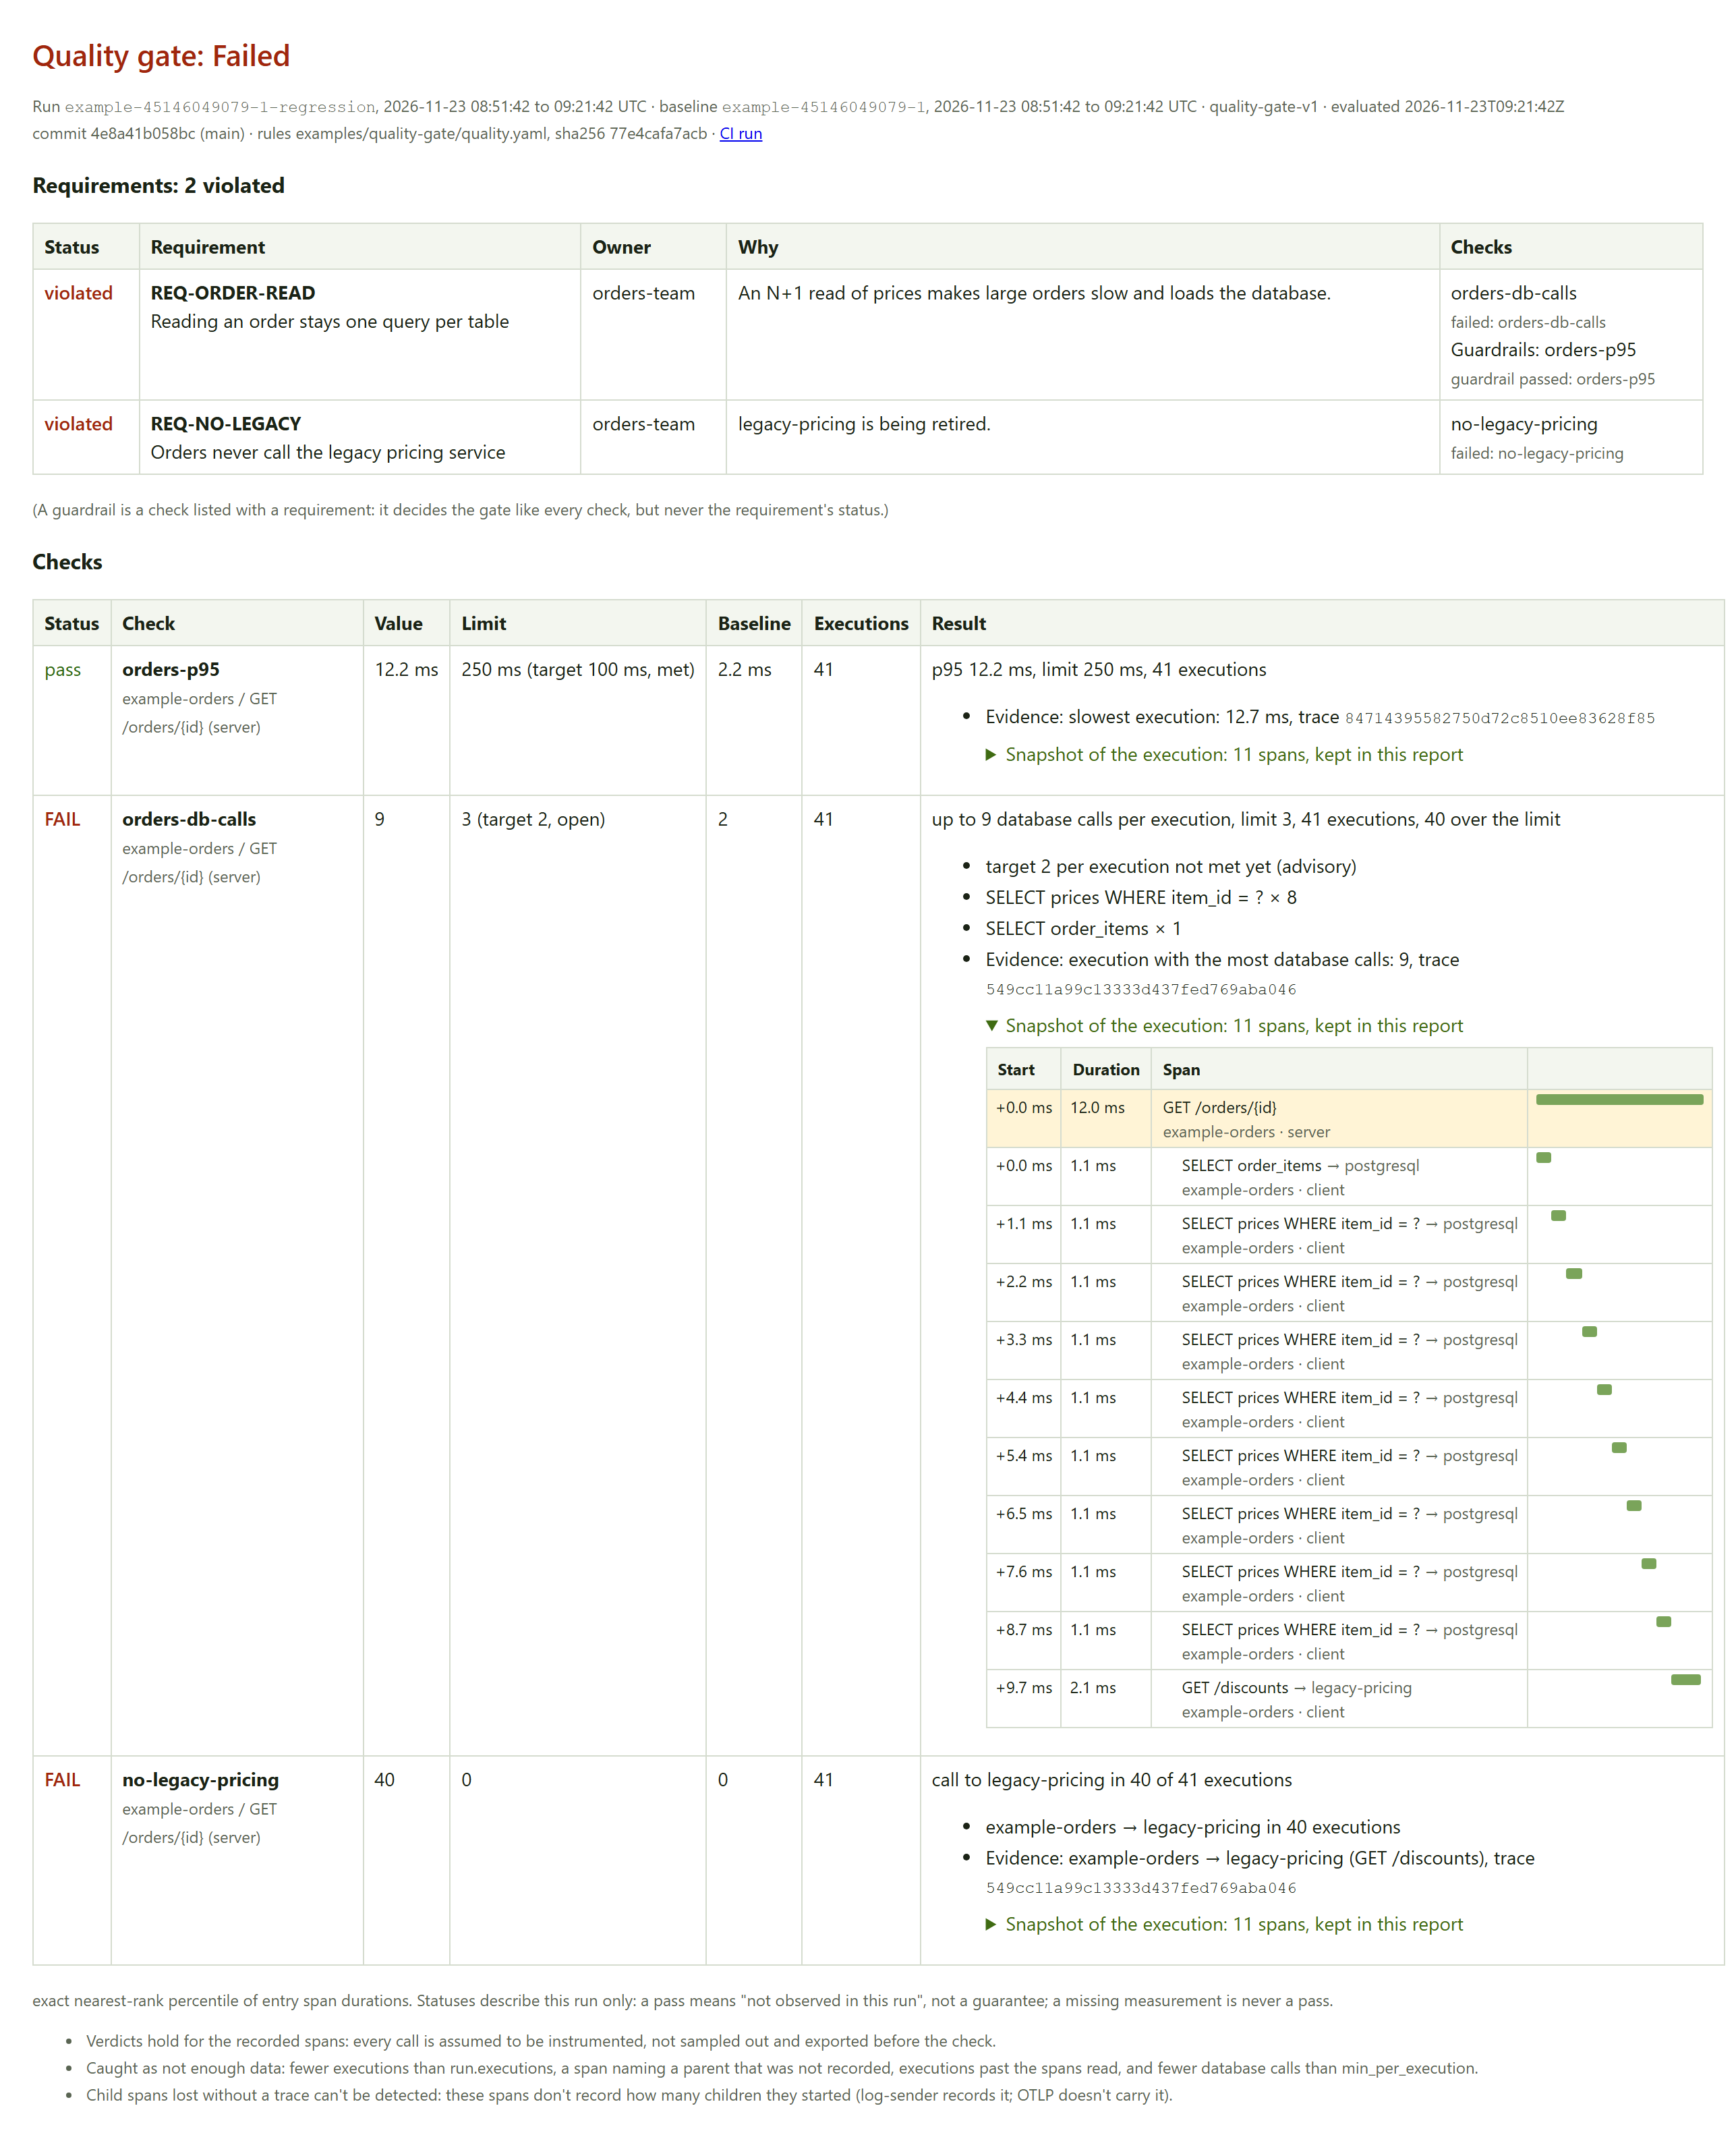 Quality gate: Failed
Run example-45146049079-1-regression, 2026-11-23 08:51:42 to 09:21:42 UTC · baseline example-45146049079-1, 2026-11-23 08:51:42 to 09:21:42 UTC · quality-gate-v1 · evaluated 2026-11-23T09:21:42Z
commit 4e8a41b058bc (main) · rules examples/quality-gate/quality.yaml, sha256 77e4cafa7acb · CI run
Requirements: 2 violated
Status Requirement Owner Why Checks
violated REQ-ORDER-READ orders-team An N+1 read of prices makes large orders slow and loads the database. orders-db-calls
Reading an order stays one query per table failed: orders-db-calls
Guardrails: orders-p95
guardrail passed: orders-p95
violated REQ-NO-LEGACY orders-team legacy-pricing is being retired. no-legacy-pricing
Orders never call the legacy pricing service failed: no-legacy-pricing
(A guardrail is a check listed with a requirement: it decides the gate like every check, but never the requirement's status.)
Checks
Status Check Value Limit Baseline Executions Result
pass orders-p95 12.2 ms 250 ms (target 100 ms, met) 2.2 ms 41 p95 12.2 ms, limit 250 ms, 41 executions
example-orders / GET
/orders/{id} (server)
• Evidence: slowest execution: 12.7 ms, trace 84714395582750d72c8510ee83628f85
▶ Snapshot of the execution: 11 spans, kept in this report
FAIL orders-db-calls 9 3 (target 2, open) 2 41 up to 9 database calls per execution, limit 3, 41 executions, 40 over the limit
example-orders / GET
/orders/{id} (server)
• target 2 per execution not met yet (advisory)
• SELECT prices WHERE item_id = ? × 8
• SELECT order_items × 1
• Evidence: execution with the most database calls: 9, trace
549cc11a99c13333d437fed769aba046
▼ Snapshot of the execution: 11 spans, kept in this report
Start Duration Span
+0.0 ms 12.0 ms GET /orders/{id}
example-orders · server
+0.0 ms 1.1 ms SELECT order_items → postgresql
example-orders · client
+1.1 ms 1.1 ms SELECT prices WHERE item_id = ? → postgresql
example-orders · client
+2.2 ms 1.1 ms SELECT prices WHERE item_id = ? → postgresql
example-orders · client
+3.3 ms 1.1 ms SELECT prices WHERE item_id = ? → postgresql
example-orders · client
+4.4 ms 1.1 ms SELECT prices WHERE item_id = ? → postgresql
example-orders · client
+5.4 ms 1.1 ms SELECT prices WHERE item_id = ? → postgresql
example-orders · client
+6.5 ms 1.1 ms SELECT prices WHERE item_id = ? → postgresql
example-orders · client
+7.6 ms 1.1 ms SELECT prices WHERE item_id = ? → postgresql
example-orders · client
+8.7 ms 1.1 ms SELECT prices WHERE item_id = ? → postgresql
example-orders · client
+9.7 ms 2.1 ms GET /discounts → legacy-pricing
example-orders · client
FAIL no-legacy-pricing 40 0 0 41 call to legacy-pricing in 40 of 41 executions
example-orders / GET
/orders/{id} (server)
• example-orders → legacy-pricing in 40 executions
• Evidence: example-orders → legacy-pricing (GET /discounts), trace
549cc11a99c13333d437fed769aba046
▶ Snapshot of the execution: 11 spans, kept in this report
exact nearest-rank percentile of entry span durations. Statuses describe this run only: a pass means "not observed in this run", not a guarantee; a missing measurement is never a pass.
• Verdicts hold for the recorded spans: every call is assumed to be instrumented, not sampled out and exported before the check.
• Caught as not enough data: fewer executions than run.executions, a span naming a parent that was not recorded, executions past the spans read, and fewer database calls than min_per_execution.
• Child spans lost without a trace can't be detected: these spans don't record how many children they started (log-sender records it; OTLP doesn't carry it).